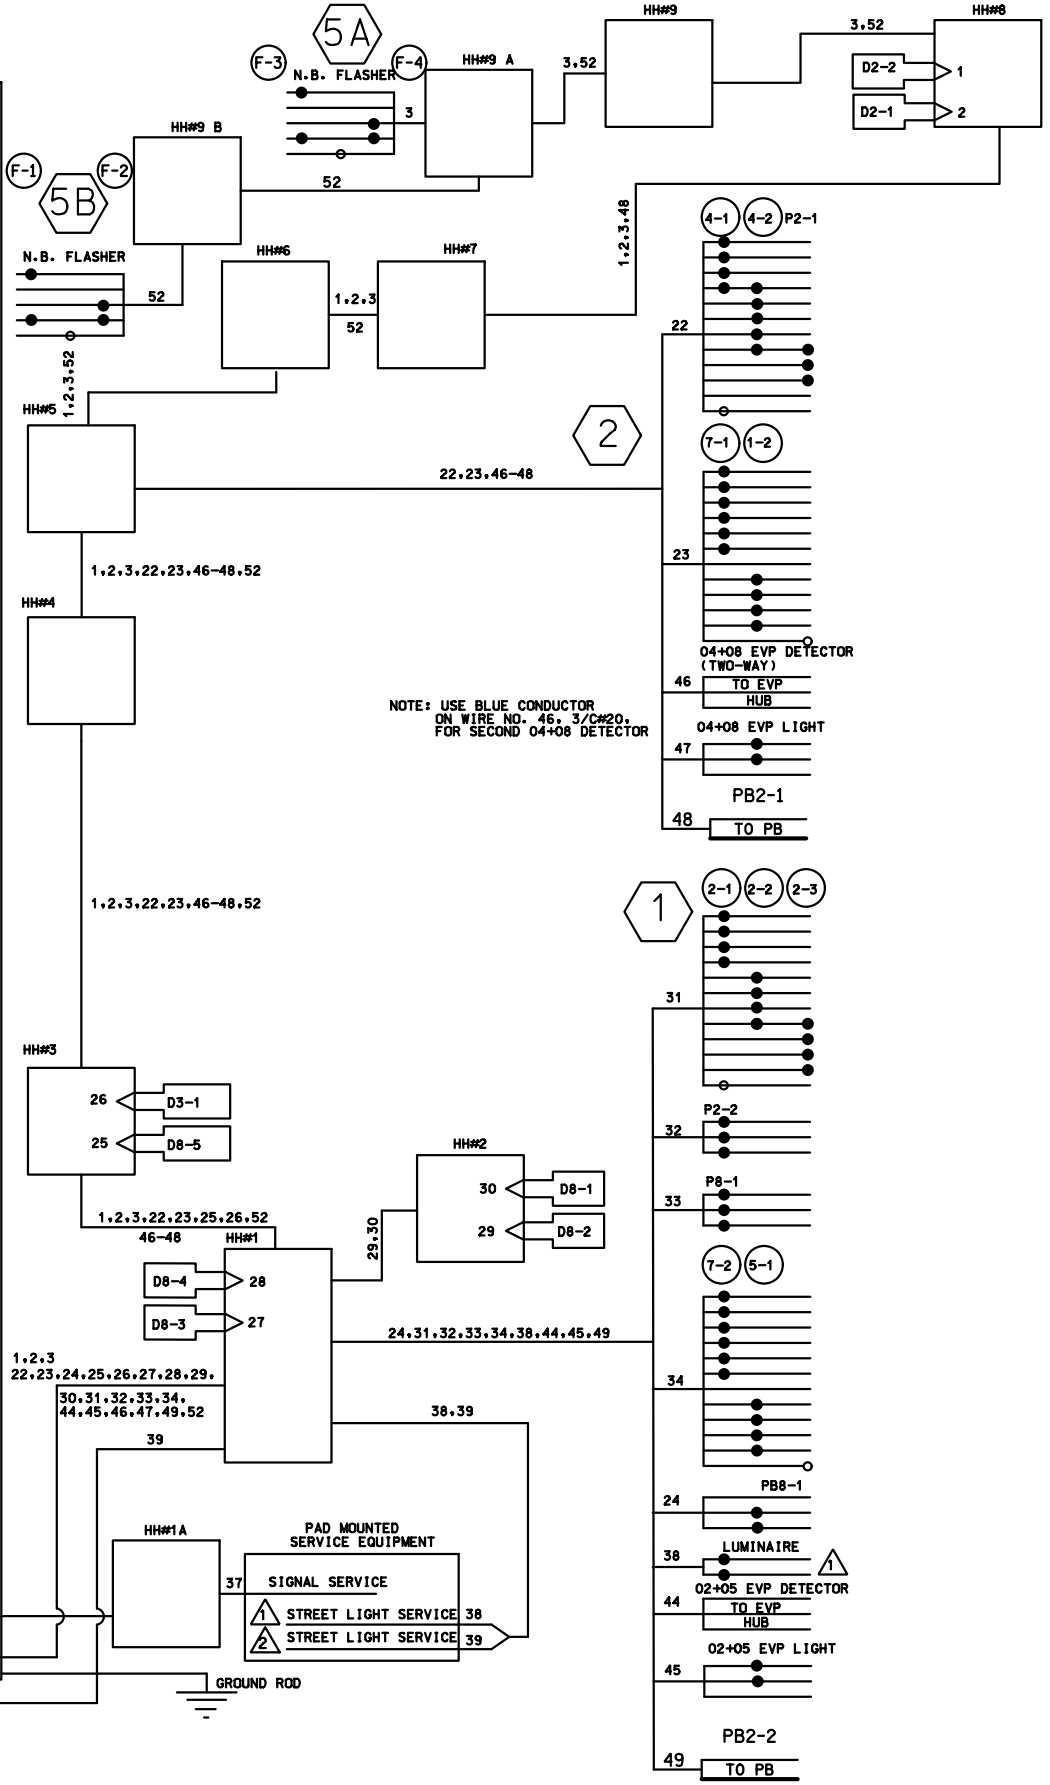 HH#9
HH#8
5A
F-3
F-4
N.B. FLASHER
HH#9 A
3,52
3,52
D2-2
1
D2-1
2
3
HH#9 B
F-1
5B
F-2
52
N.B. FLASHER
52
HH#6
HH#7
1,2,3
52
1,2,3,48
4-1
4-2
P2-1
22
1,2,3,52
HH#5
2
7-1
1-2
22,23,46-48
23
1,2,3,22,23,46-48,52
HH#4
04+08 EVP DETECTOR
(TWO-WAY)
46
TO EVP
HUB
NOTE: USE BLUE CONDUCTOR
ON WIRE NO. 46, 3/C#20,
FOR SECOND 04+08 DETECTOR
04+08 EVP LIGHT
47
PB2-1
48
TO PB
1
2-1
2-2
2-3
1,2,3,22,23,46-48,52
31
HH#3
26
D3-1
25
D8-5
P2-2
32
HH#2
30
D8-1
29
D8-2
P8-1
33
1,2,3,22,23,25,26,52
46-48
HH#1
29,30
D8-4
28
D8-3
27
7-2
5-1
24,31,32,33,34,38,44,45,49
1,2,3
22,23,24,25,26,27,28,29,
30,31,32,33,34,
44,45,46,47,49,52
34
38,39
39
PB8-1
24
HH#1A
PAD MOUNTED
SERVICE EQUIPMENT
LUMINAIRE
38
1
37
SIGNAL SERVICE
02+05 EVP DETECTOR
44
TO EVP
HUB
1
STREET LIGHT SERVICE
38
2
STREET LIGHT SERVICE
39
02+05 EVP LIGHT
45
GROUND ROD
PB2-2
49
TO PB